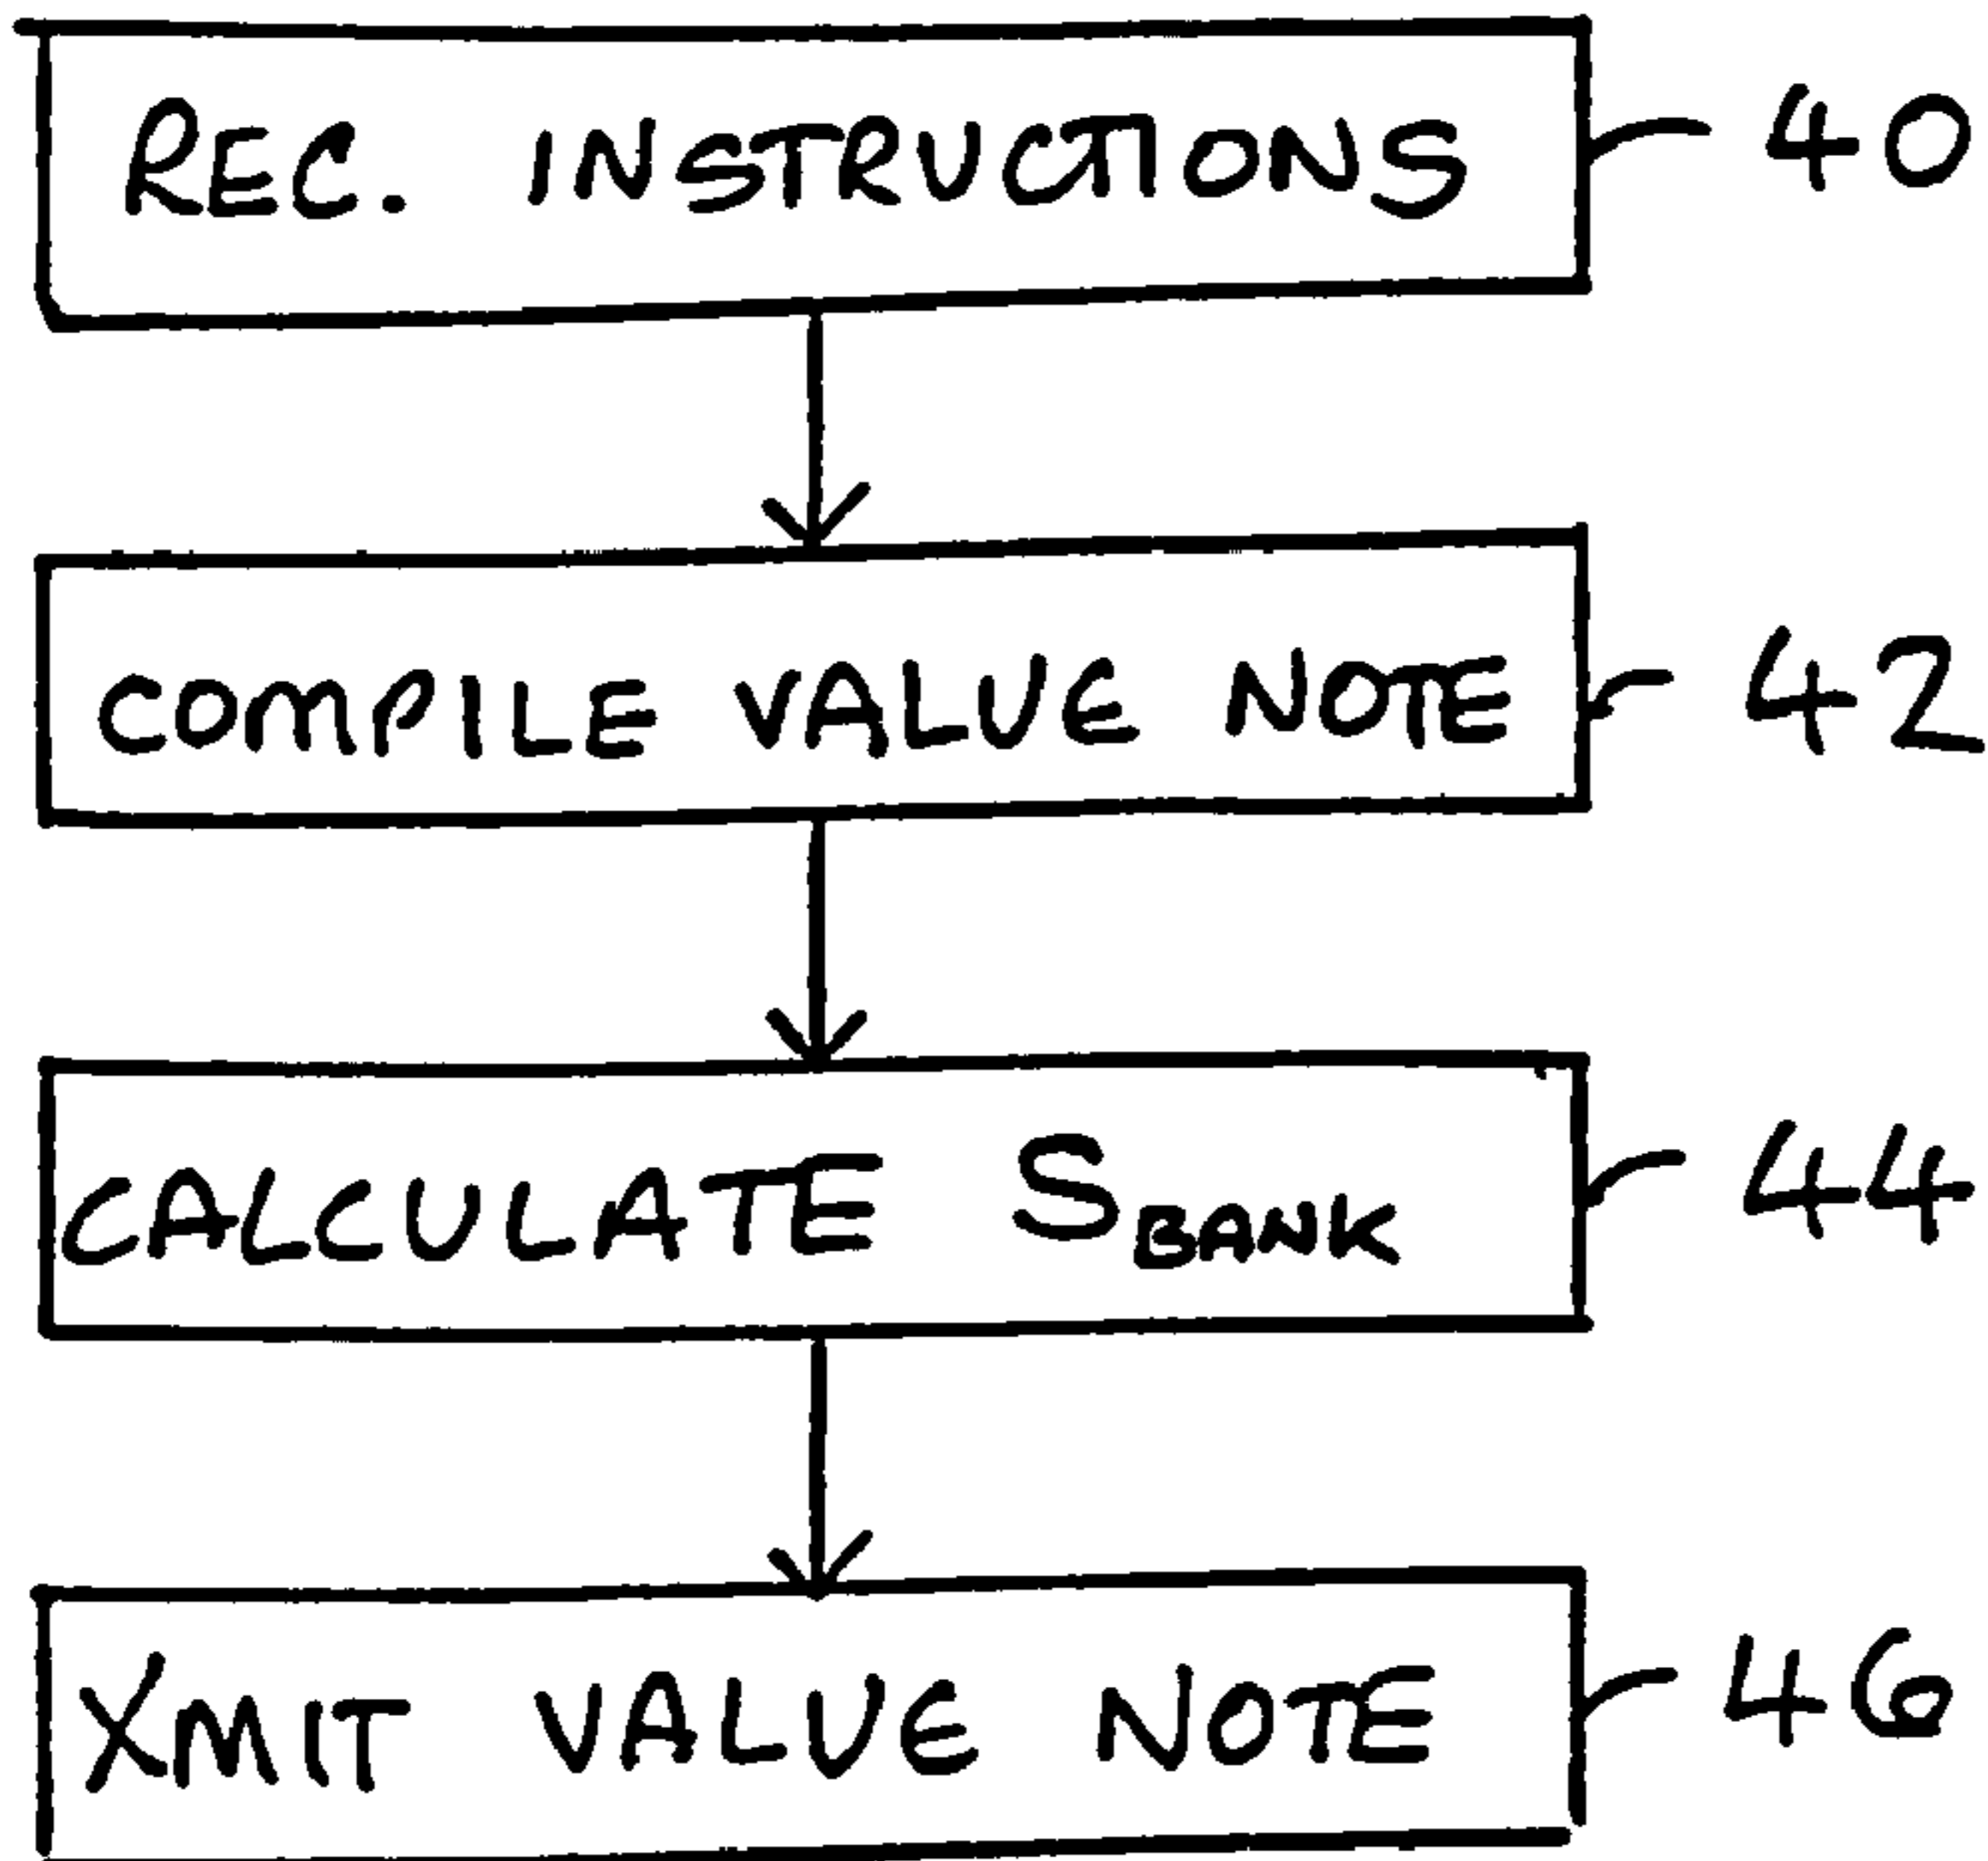 REC. INSTRUCTIONS 40
COMPILE VALUE NOTE 42
CALCULATE SBANK 44
XMIT VALUE NOTE 46